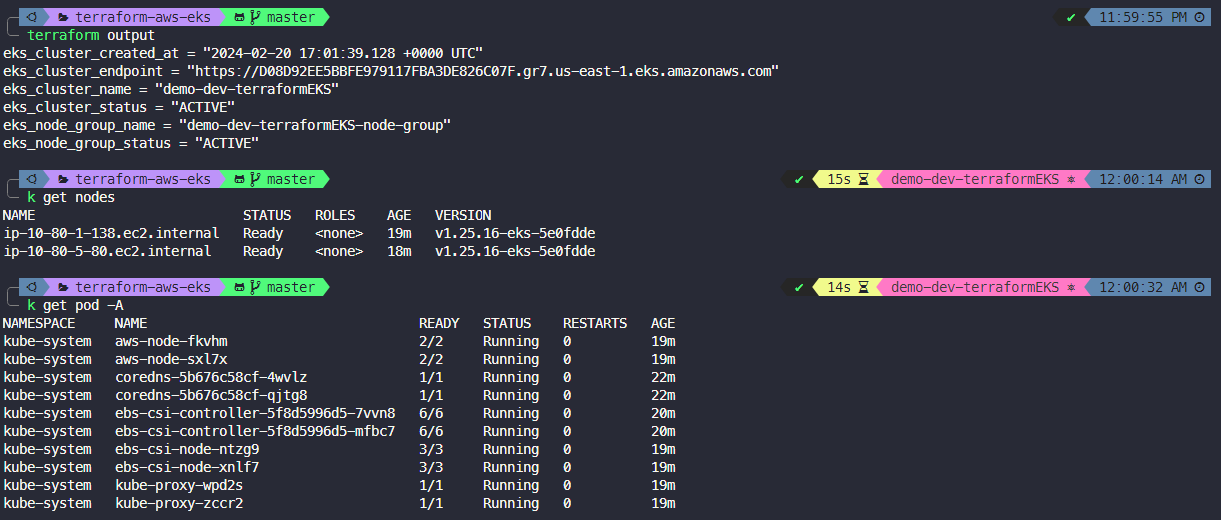 terraform-aws-eks master 11:59:55 PM
terraform output
eks_cluster_created_at = "2024-02-20 17:01:39.128 +0000 UTC"
eks_cluster_endpoint = "https://D08D92EE5BBFE979117FBA3DE826C07F.gr7.us-east-1.eks.amazonaws.com"
eks_cluster_name = "demo-dev-terraformEKS"
eks_cluster_status = "ACTIVE"
eks_node_group_name = "demo-dev-terraformEKS-node-group"
eks_node_group_status = "ACTIVE"
terraform-aws-eks master 15s demo-dev-terraformEKS 12:00:14 AM
k get nodes
NAME STATUS ROLES AGE VERSION
ip-10-80-1-138.ec2.internal Ready <none> 19m v1.25.16-eks-5e0fdde
ip-10-80-5-80.ec2.internal Ready <none> 18m v1.25.16-eks-5e0fdde
terraform-aws-eks master 14s demo-dev-terraformEKS 12:00:32 AM
k get pod -A
NAMESPACE NAME READY STATUS RESTARTS AGE
kube-system aws-node-fkvhm 2/2 Running 0 19m
kube-system aws-node-sxl7x 2/2 Running 0 19m
kube-system coredns-5b676c58cf-4wvlz 1/1 Running 0 22m
kube-system coredns-5b676c58cf-qjtg8 1/1 Running 0 22m
kube-system ebs-csi-controller-5f8d5996d5-7vvn8 6/6 Running 0 20m
kube-system ebs-csi-controller-5f8d5996d5-mfbc7 6/6 Running 0 20m
kube-system ebs-csi-node-ntzg9 3/3 Running 0 19m
kube-system ebs-csi-node-xnlf7 3/3 Running 0 19m
kube-system kube-proxy-wpd2s 1/1 Running 0 19m
kube-system kube-proxy-zccr2 1/1 Running 0 19m